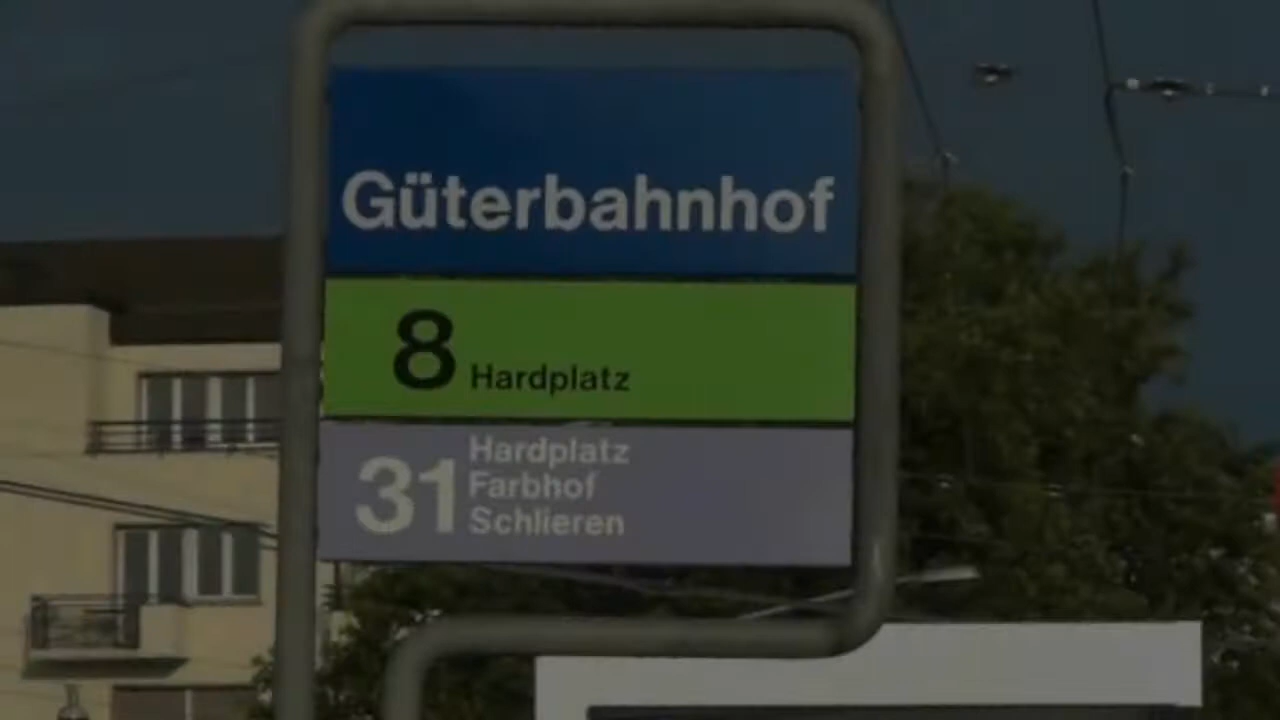 Güterbahnhof
8 Hardplatz
31 Hardplatz
Farbhof
Schlieren